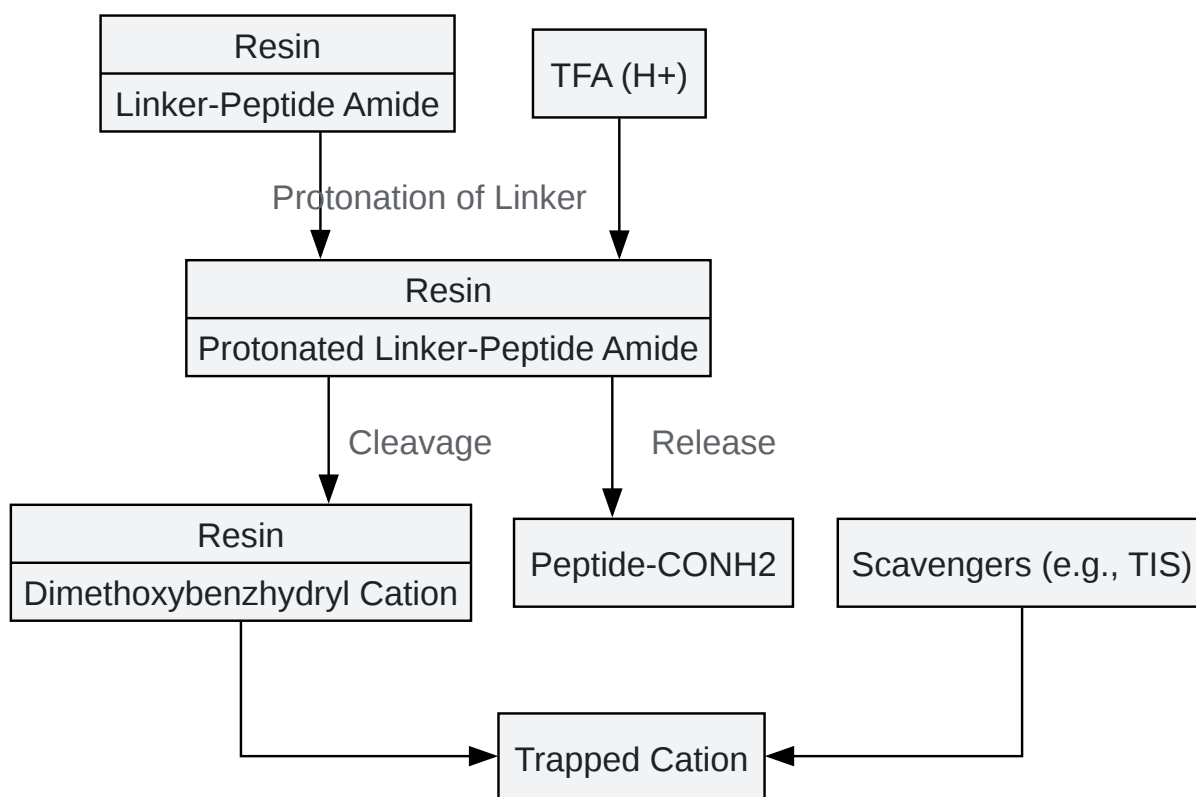 Resin
Linker-Peptide Amide
TFA (H+)
Protonation of Linker
Resin
Protonated Linker-Peptide Amide
Cleavage
Release
Resin
Dimethoxybenzhydryl Cation
Peptide-CONH2
Scavengers (e.g., TIS)
Trapped Cation